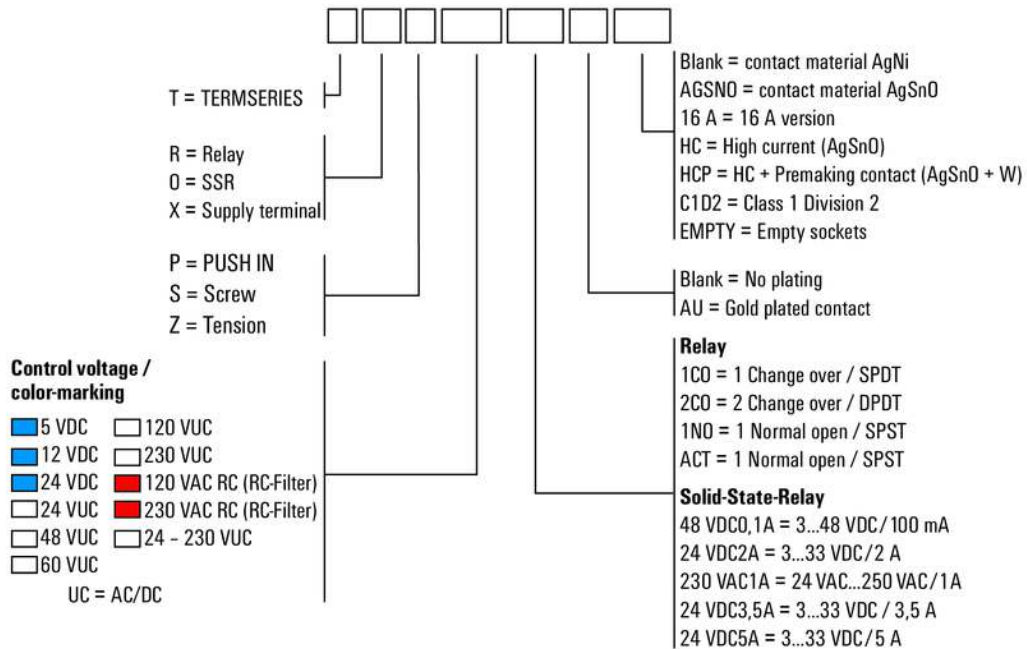 T = TERMSERIES
R = Relay
O = SSR
X = Supply terminal
P = PUSH IN
S = Screw
Z = Tension
Control voltage /
color-marking
5 VDC
12 VDC
24 VDC
24 VUC
48 VUC
60 VUC
120 VUC
230 VUC
120 VAC RC (RC-Filter)
230 VAC RC (RC-Filter)
24 – 230 VUC
UC = AC/DC
Blank = contact material AgNi
AGSNO = contact material AgSnO
16 A = 16 A version
HC = High current (AgSnO)
HCP = HC + Premaking contact (AgSnO + W)
C1D2 = Class 1 Division 2
EMPTY = Empty sockets
Blank = No plating
AU = Gold plated contact
Relay
1CO = 1 Change over / SPDT
2CO = 2 Change over / DPDT
1NO = 1 Normal open / SPST
ACT = 1 Normal open / SPST
Solid-State-Relay
48 VDC0,1A = 3...48 VDC/100 mA
24 VDC2A = 3...33 VDC/2 A
230 VAC1A = 24 VAC...250 VAC/1A
24 VDC3,5A = 3...33 VDC / 3,5 A
24 VDC5A = 3...33 VDC/5 A